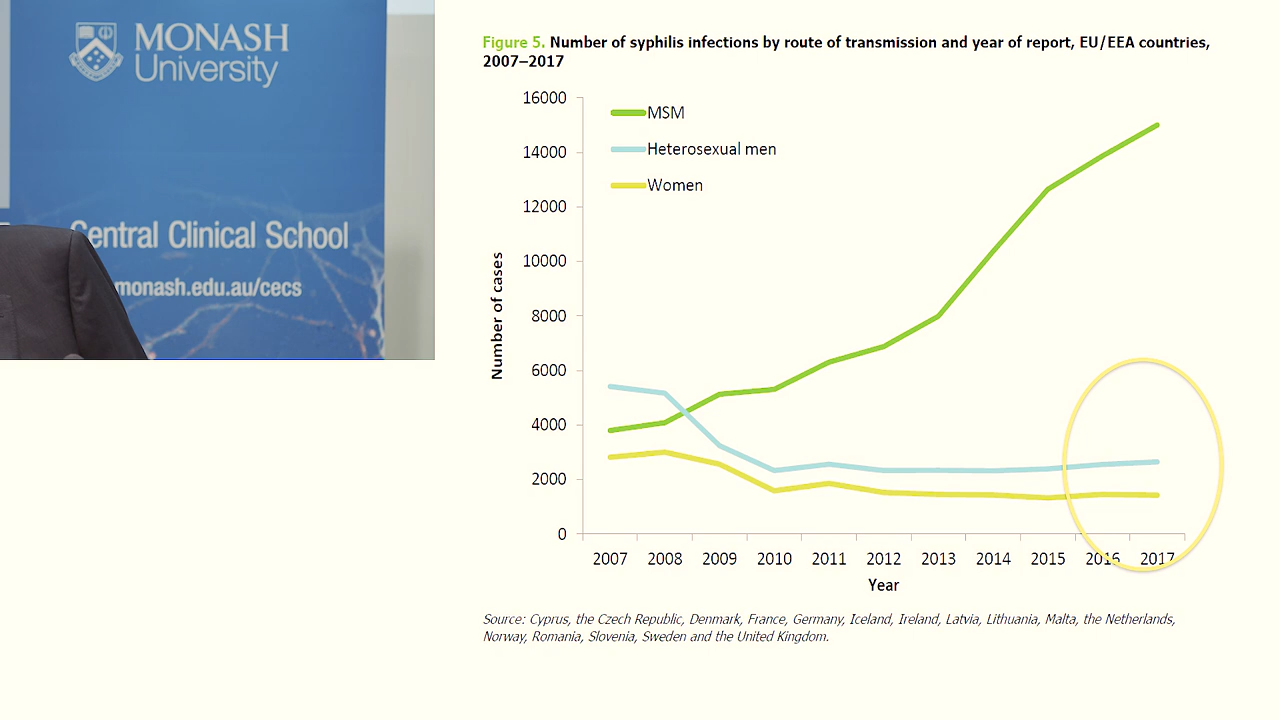 MONASH
University
Central Clinical School
monash.edu.au/cecs
Figure 5. Number of syphilis infections by route of transmission and year of report, EU/EEA countries,
2007–2017
16000
14000
12000
10000
8000
6000
4000
2000
0
Number of cases
MSM
Heterosexual men
Women
2007 2008 2009 2010 2011 2012 2013 2014 2015 2016 2017
Year
Source: Cyprus, the Czech Republic, Denmark, France, Germany, Iceland, Ireland, Latvia, Lithuania, Malta, the Netherlands,
Norway, Romania, Slovenia, Sweden and the United Kingdom.